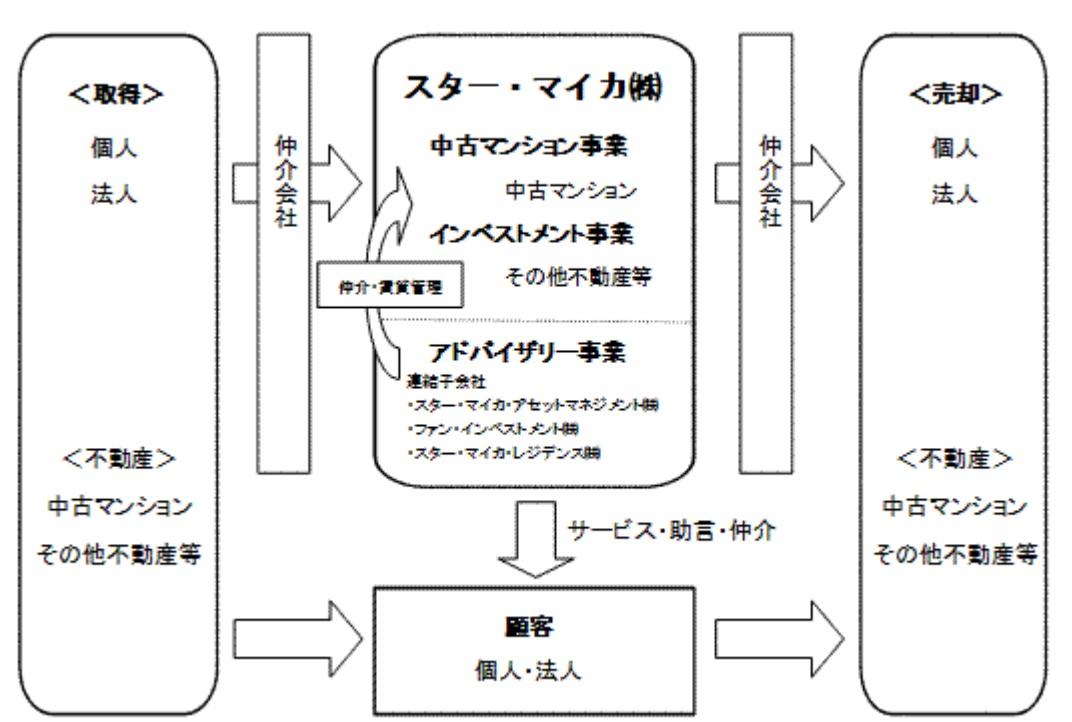 <取得>
個人
法人
<不動産>
中古マンション
その他不動産等
仲介会社
スター・マイカ㈱
中古マンション事業
中古マンション
インベストメント事業
その他不動産等
仲介・賃貸管理
アドバイザリー事業
連結子会社
・スター・マイカ・アセットマネジメント㈱
・ファン・インベストメント㈱
・スター・マイカ・レジデンス㈱
サービス・助言・仲介
顧客
個人・法人
仲介会社
<売却>
個人
法人
<不動産>
中古マンション
その他不動産等